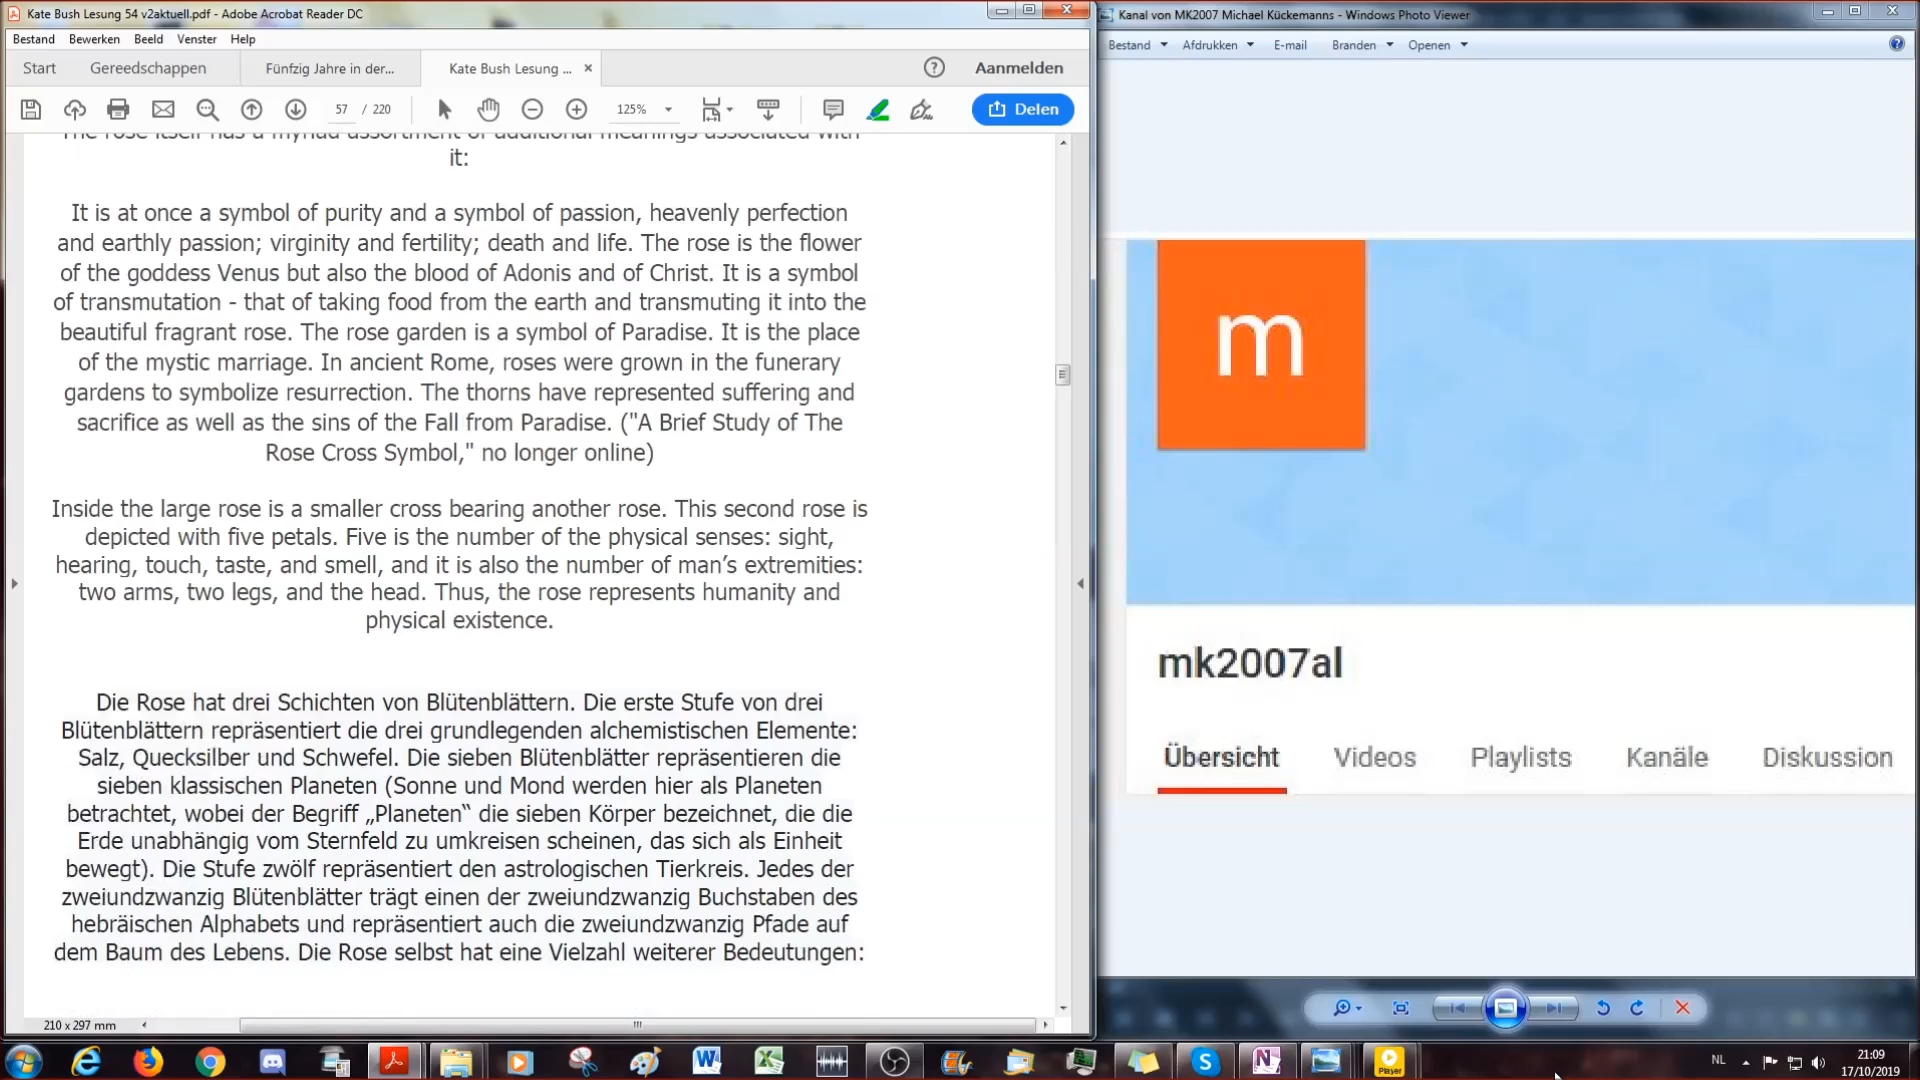 Kate Bush Lesung 54 v2aktuell.pdf - Adobe Acrobat Reader DC
Bestand Bewerken Beeld Venster Help
Start Gereedschappen Fünfzig Jahre in der... Kate Bush Lesung ... × ? Aanmelden
57 / 220 125% Delen
The rose itself has a myriad assortment of additional meanings associated with
it:
It is at once a symbol of purity and a symbol of passion, heavenly perfection
and earthly passion; virginity and fertility; death and life. The rose is the flower
of the goddess Venus but also the blood of Adonis and of Christ. It is a symbol
of transmutation - that of taking food from the earth and transmuting it into the
beautiful fragrant rose. The rose garden is a symbol of Paradise. It is the place
of the mystic marriage. In ancient Rome, roses were grown in the funerary
gardens to symbolize resurrection. The thorns have represented suffering and
sacrifice as well as the sins of the Fall from Paradise. ("A Brief Study of The
Rose Cross Symbol," no longer online)
Inside the large rose is a smaller cross bearing another rose. This second rose is
depicted with five petals. Five is the number of the physical senses: sight,
hearing, touch, taste, and smell, and it is also the number of man’s extremities:
two arms, two legs, and the head. Thus, the rose represents humanity and
physical existence.
Die Rose hat drei Schichten von Blütenblättern. Die erste Stufe von drei
Blütenblättern repräsentiert die drei grundlegenden alchemistischen Elemente:
Salz, Quecksilber und Schwefel. Die sieben Blütenblätter repräsentieren die
sieben klassischen Planeten (Sonne und Mond werden hier als Planeten
betrachtet, wobei der Begriff „Planeten“ die sieben Körper bezeichnet, die die
Erde unabhängig vom Sternfeld zu umkreisen scheinen, das sich als Einheit
bewegt). Die Stufe zwölf repräsentiert den astrologischen Tierkreis. Jedes der
zweiundzwanzig Blütenblätter trägt einen der zweiundzwanzig Buchstaben des
hebräischen Alphabets und repräsentiert auch die zweiundzwanzig Pfade auf
dem Baum des Lebens. Die Rose selbst hat eine Vielzahl weiterer Bedeutungen:
210 x 297 mm
Kanal von MK2007 Michael Kückemanns - Windows Photo Viewer
Bestand Afdrukken E-mail Branden Openen
m
mk2007al
Übersicht Videos Playlists Kanäle Diskussion
Player
NL
21:09
17/10/2019